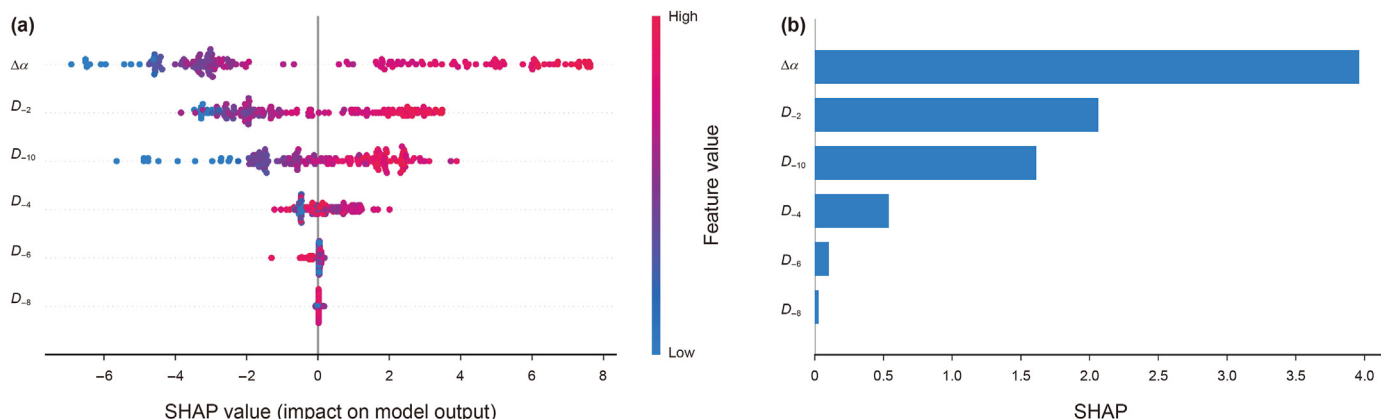 (a)
Δα
D₋₂
D₋₁₀
D₋₄
D₋₆
D₋₈
−6 −4 −2 0 2 4 6 8
SHAP value (impact on model output)
High
Feature value
Low
(b)
Δα
D₋₂
D₋₁₀
D₋₄
D₋₆
D₋₈
0 0.5 1.0 1.5 2.0 2.5 3.0 3.5 4.0
SHAP